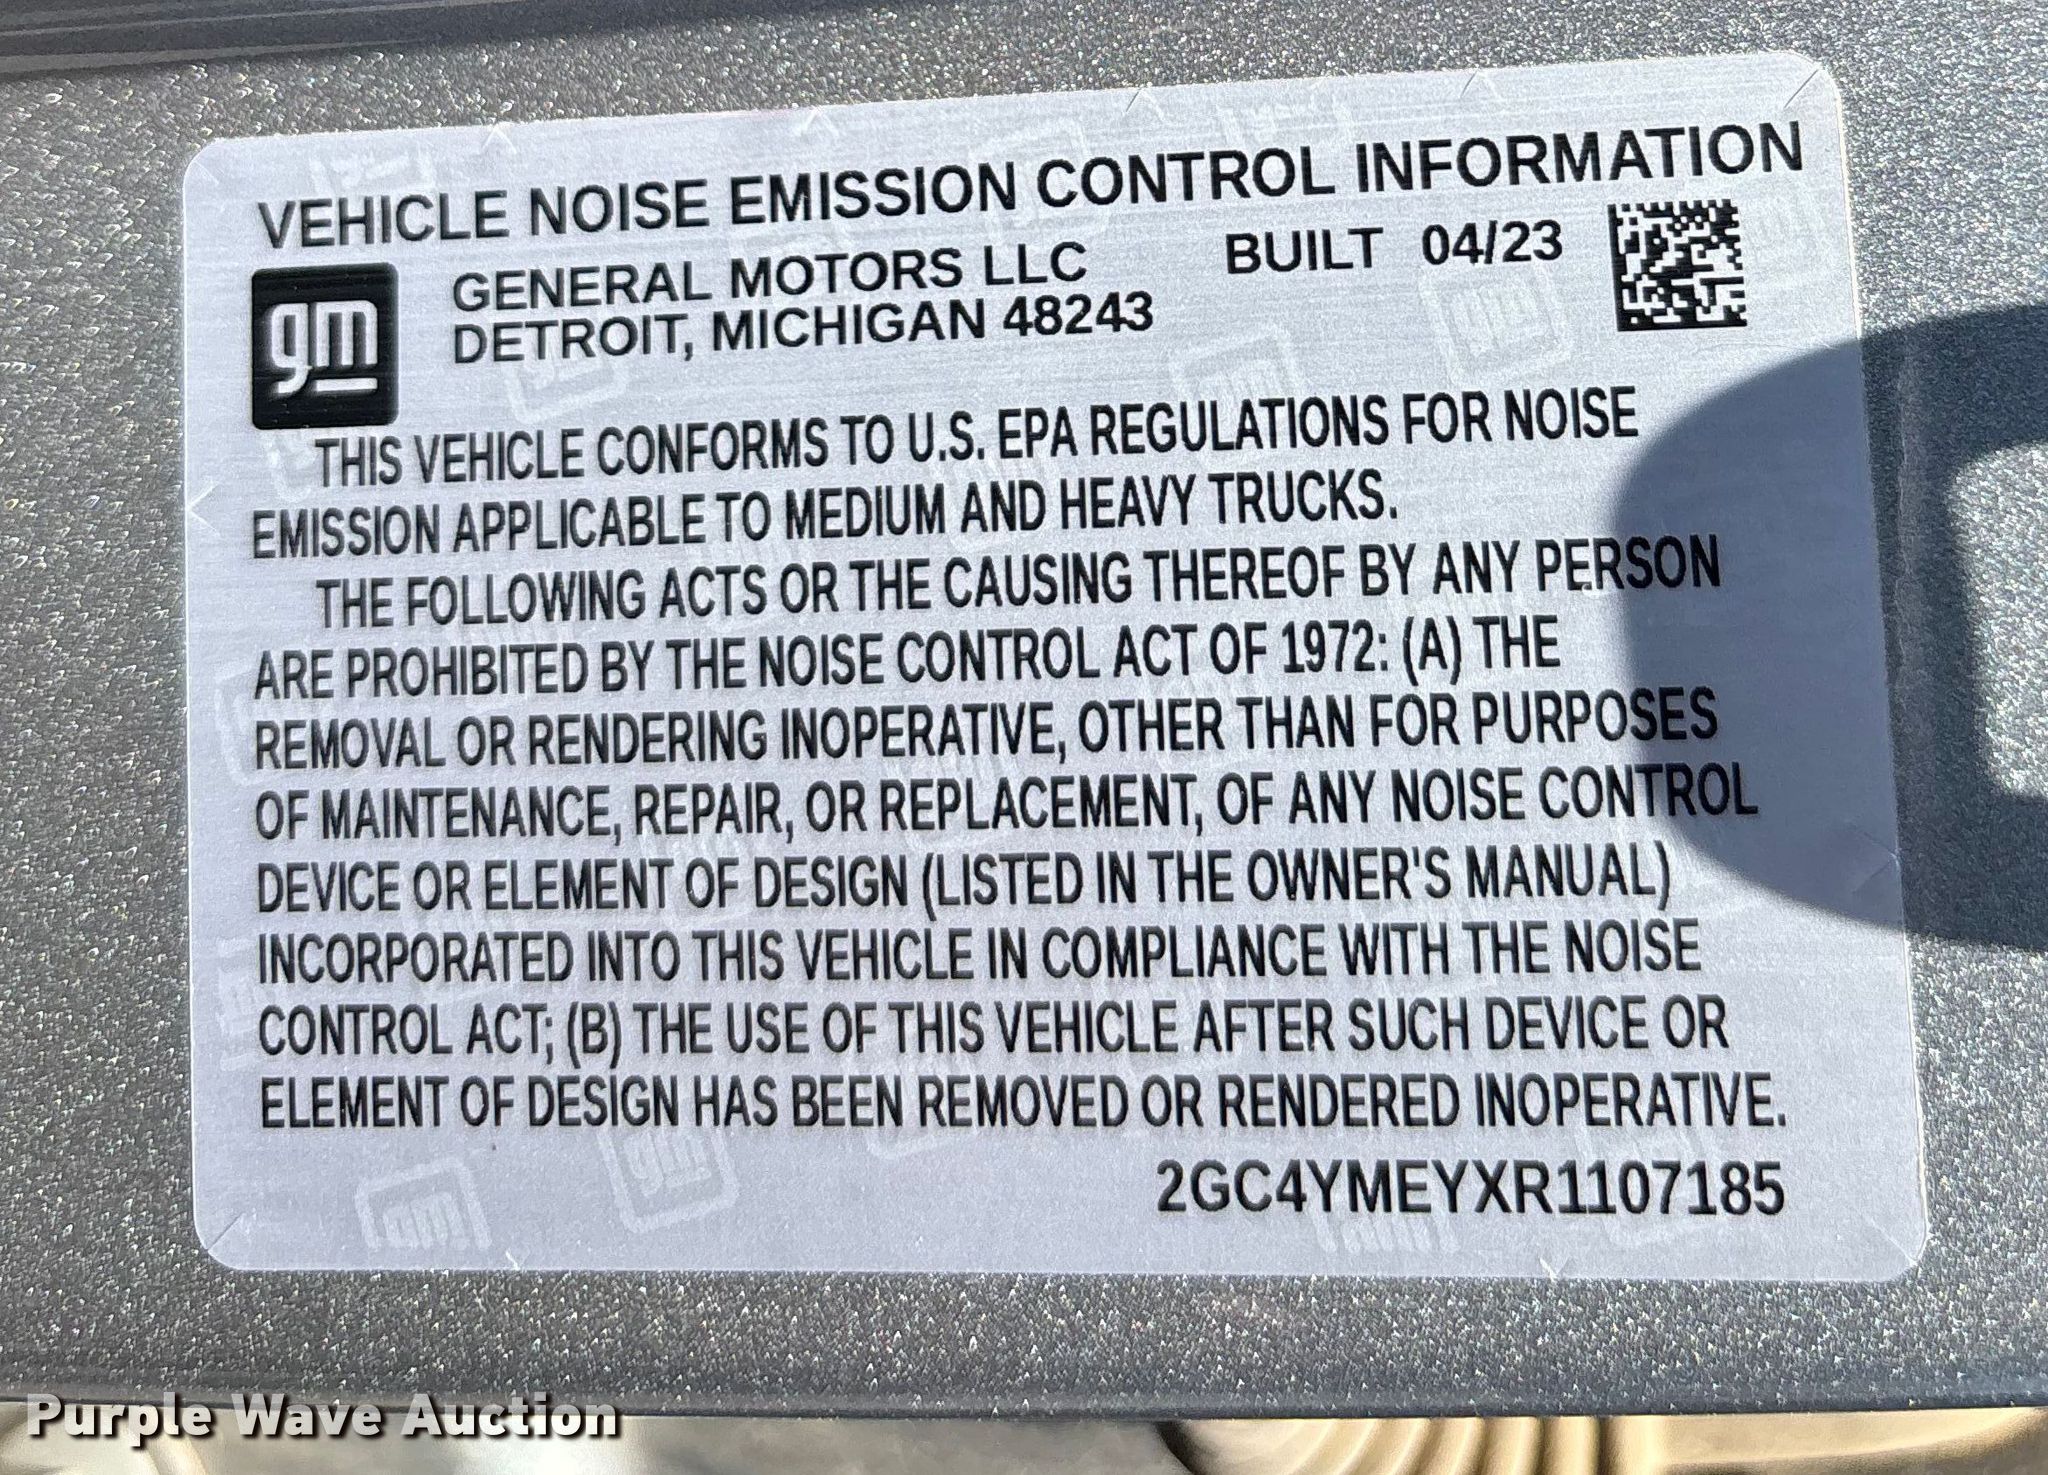 VEHICLE NOISE EMISSION CONTROL INFORMATION
gm
GENERAL MOTORS LLC
DETROIT, MICHIGAN 48243
BUILT 04/23
THIS VEHICLE CONFORMS TO U.S. EPA REGULATIONS FOR NOISE
EMISSION APPLICABLE TO MEDIUM AND HEAVY TRUCKS.
THE FOLLOWING ACTS OR THE CAUSING THEREOF BY ANY PERSON
ARE PROHIBITED BY THE NOISE CONTROL ACT OF 1972: (A) THE
REMOVAL OR RENDERING INOPERATIVE, OTHER THAN FOR PURPOSES
OF MAINTENANCE, REPAIR, OR REPLACEMENT, OF ANY NOISE CONTROL
DEVICE OR ELEMENT OF DESIGN (LISTED IN THE OWNER'S MANUAL)
INCORPORATED INTO THIS VEHICLE IN COMPLIANCE WITH THE NOISE
CONTROL ACT; (B) THE USE OF THIS VEHICLE AFTER SUCH DEVICE OR
ELEMENT OF DESIGN HAS BEEN REMOVED OR RENDERED INOPERATIVE.
2GC4YMEYXR1107185
Purple Wave Auction